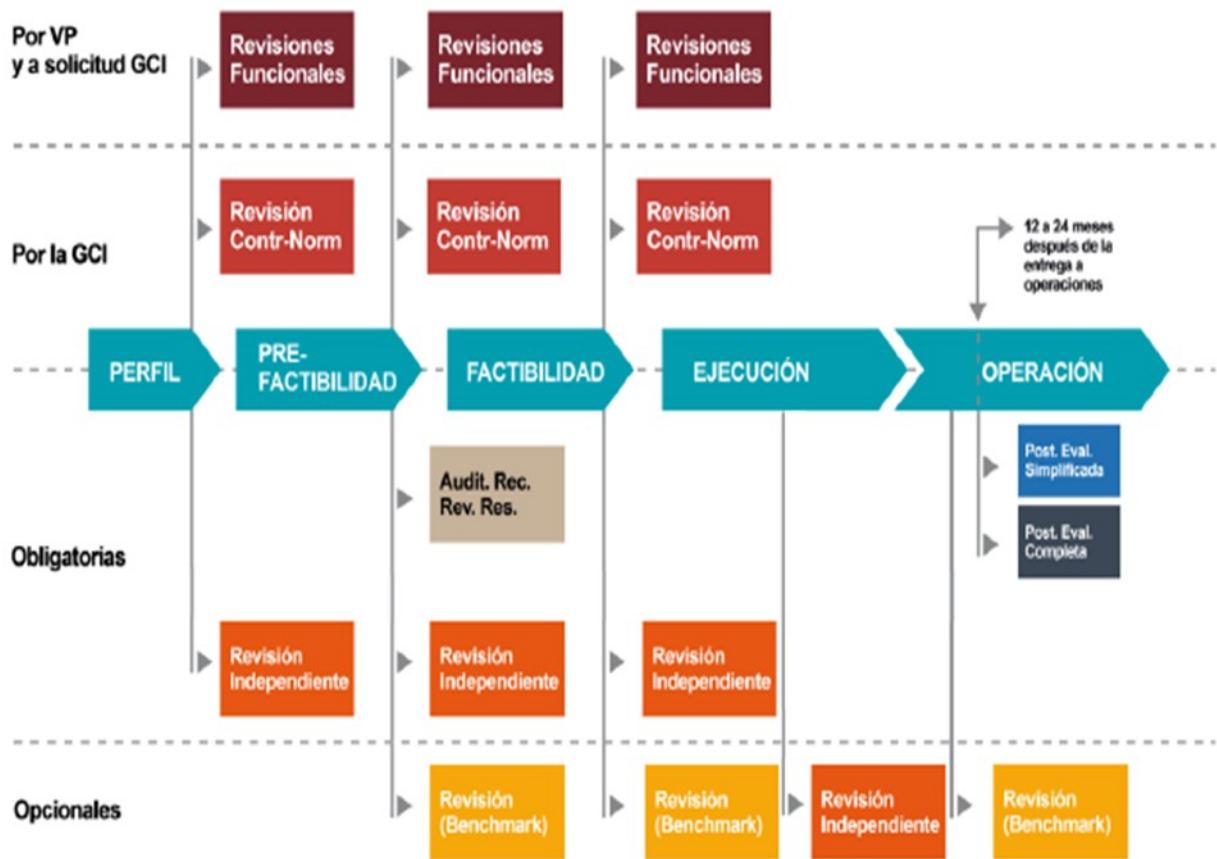 Por VP
y a solicitud GCI
Revisiones
Funcionales
Revisiones
Funcionales
Revisiones
Funcionales
Por la GCI
Revisión
Contr-Norm
Revisión
Contr-Norm
Revisión
Contr-Norm
12 a 24 meses
después de la
entrega a
operaciones
PERFIL
PRE-
FACTIBILIDAD
FACTIBILIDAD
EJECUCIÓN
OPERACIÓN
Obligatorias
Audit. Rec.
Rev. Res.
Post. Eval.
Simplificada
Post. Eval.
Completa
Revisión
Independiente
Revisión
Independiente
Revisión
Independiente
Opcionales
Revisión
(Benchmark)
Revisión
(Benchmark)
Revisión
Independiente
Revisión
(Benchmark)